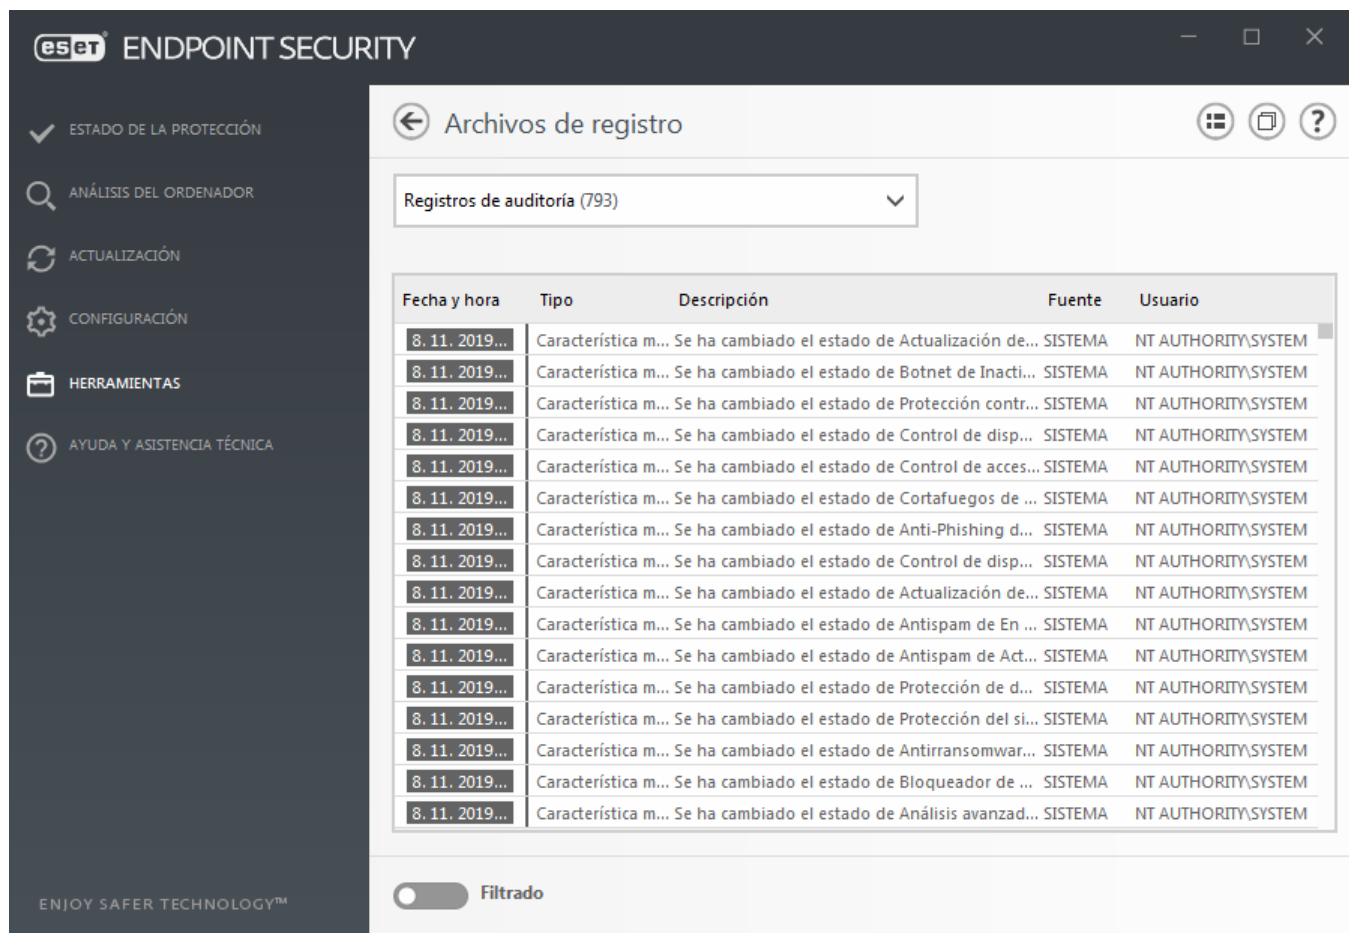 eset ENDPOINT SECURITY
ESTADO DE LA PROTECCIÓN
ANÁLISIS DEL ORDENADOR
ACTUALIZACIÓN
CONFIGURACIÓN
HERRAMIENTAS
AYUDA Y ASISTENCIA TÉCNICA
ENJOY SAFER TECHNOLOGY™
Archivos de registro
?
Registros de auditoría (793)
Fecha y hora Tipo Descripción Fuente Usuario
8. 11. 2019... Característica m... Se ha cambiado el estado de Actualización de... SISTEMA NT AUTHORITY\SYSTEM
8. 11. 2019... Característica m... Se ha cambiado el estado de Botnet de Inacti... SISTEMA NT AUTHORITY\SYSTEM
8. 11. 2019... Característica m... Se ha cambiado el estado de Protección contr... SISTEMA NT AUTHORITY\SYSTEM
8. 11. 2019... Característica m... Se ha cambiado el estado de Control de disp... SISTEMA NT AUTHORITY\SYSTEM
8. 11. 2019... Característica m... Se ha cambiado el estado de Control de acces... SISTEMA NT AUTHORITY\SYSTEM
8. 11. 2019... Característica m... Se ha cambiado el estado de Cortafuegos de ... SISTEMA NT AUTHORITY\SYSTEM
8. 11. 2019... Característica m... Se ha cambiado el estado de Anti-Phishing d... SISTEMA NT AUTHORITY\SYSTEM
8. 11. 2019... Característica m... Se ha cambiado el estado de Control de disp... SISTEMA NT AUTHORITY\SYSTEM
8. 11. 2019... Característica m... Se ha cambiado el estado de Actualización de... SISTEMA NT AUTHORITY\SYSTEM
8. 11. 2019... Característica m... Se ha cambiado el estado de Antispam de En ... SISTEMA NT AUTHORITY\SYSTEM
8. 11. 2019... Característica m... Se ha cambiado el estado de Antispam de Act... SISTEMA NT AUTHORITY\SYSTEM
8. 11. 2019... Característica m... Se ha cambiado el estado de Protección de d... SISTEMA NT AUTHORITY\SYSTEM
8. 11. 2019... Característica m... Se ha cambiado el estado de Protección del si... SISTEMA NT AUTHORITY\SYSTEM
8. 11. 2019... Característica m... Se ha cambiado el estado de Antirransomwar... SISTEMA NT AUTHORITY\SYSTEM
8. 11. 2019... Característica m... Se ha cambiado el estado de Bloqueador de ... SISTEMA NT AUTHORITY\SYSTEM
8. 11. 2019... Característica m... Se ha cambiado el estado de Análisis avanzad... SISTEMA NT AUTHORITY\SYSTEM
Filtrado